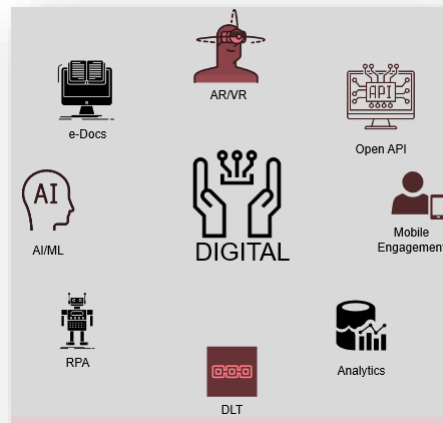 AR/VR
e-Docs
API
Open API
AI
AI/ML
DIGITAL
Mobile
Engagement
RPA
Analytics
DLT